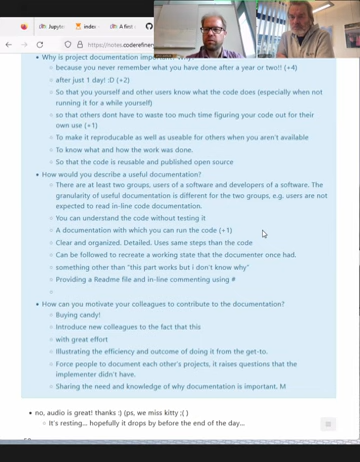 Jupyte
index
A first
https://notes.coderefiner
Why is project documentation important?
because you never remember what you have done after a year or two!! (+4)
after just 1 day! :D (+2)
So that you yourself and other users know what the code does (especially when not
running it for a while yourself)
so that others dont have to waste too much time figuring your code out for their
own use (+1)
To make it reproducable as well as useable for others when you aren't available
To know what and how the work was done.
So that the code is reusable and published open source
How would you describe a useful documentation?
There are at least two groups, users of a software and developers of a software. The
granularity of useful documentation is different for the two groups, e.g. users are not
expected to read in-line code documentation.
You can understand the code without testing it
A documentation with which you can run the code (+1)
Clear and organized. Detailed. Uses same steps than the code
Can be followed to recreate a working state that the documenter once had.
something other than "this part works but i don't know why"
Providing a Readme file and in-line commenting using #
How can you motivate your colleagues to contribute to the documentation?
Buying candy!
Introduce new colleagues to the fact that this
with great effort
Illustrating the efficiency and outcome of doing it from the get-to.
Force people to document each other's projects, it raises questions that the
implementer didn't have.
Sharing the need and knowledge of why documentation is important. M
no, audio is great! thanks :) (ps, we miss kitty ;( )
It's resting... hopefully it drops by before the end of the day...